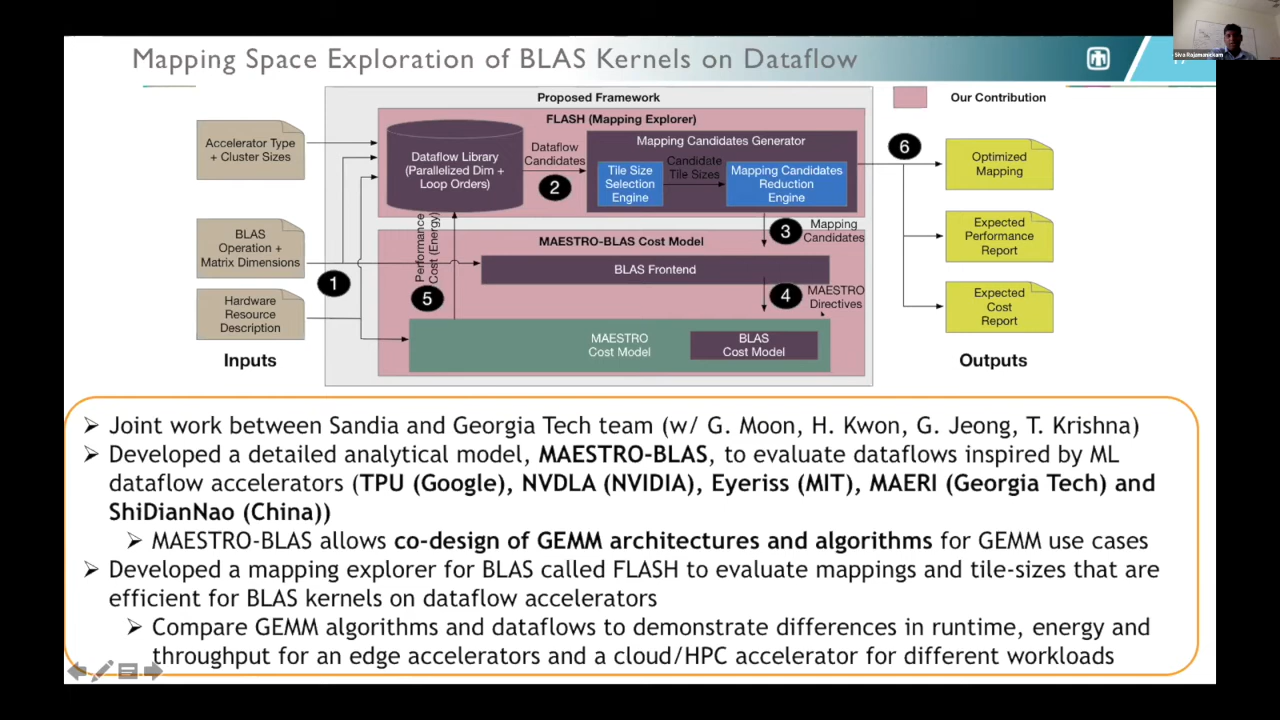 Siva Rajamanickam
Mapping Space Exploration of BLAS Kernels on Dataflow
Proposed Framework
Our Contribution
FLASH (Mapping Explorer)
Accelerator Type
+ Cluster Sizes
Dataflow Library
(Parallelized Dim +
Loop Orders)
Dataflow
Candidates
2
Mapping Candidates Generator
Tile Size
Selection
Engine
Candidate
Tile Sizes
Mapping Candidates
Reduction
Engine
6
Optimized
Mapping
BLAS
Operation +
Matrix Dimensions
1
Performance
Cost (Energy)
5
3
Mapping
Candidates
MAESTRO-BLAS Cost Model
BLAS Frontend
Expected
Performance
Report
4
MAESTRO
Directives
Hardware
Resource
Description
MAESTRO
Cost Model
BLAS
Cost Model
Expected
Cost
Report
Inputs
Outputs
➢ Joint work between Sandia and Georgia Tech team (w/ G. Moon, H. Kwon, G. Jeong, T. Krishna)
➢ Developed a detailed analytical model, MAESTRO-BLAS, to evaluate dataflows inspired by ML
dataflow accelerators (TPU (Google), NVDLA (NVIDIA), Eyeriss (MIT), MAERI (Georgia Tech) and
ShiDianNao (China))
➢ MAESTRO-BLAS allows co-design of GEMM architectures and algorithms for GEMM use cases
➢ Developed a mapping explorer for BLAS called FLASH to evaluate mappings and tile-sizes that are
efficient for BLAS kernels on dataflow accelerators
➢ Compare GEMM algorithms and dataflows to demonstrate differences in runtime, energy and
throughput for an edge accelerators and a cloud/HPC accelerator for different workloads